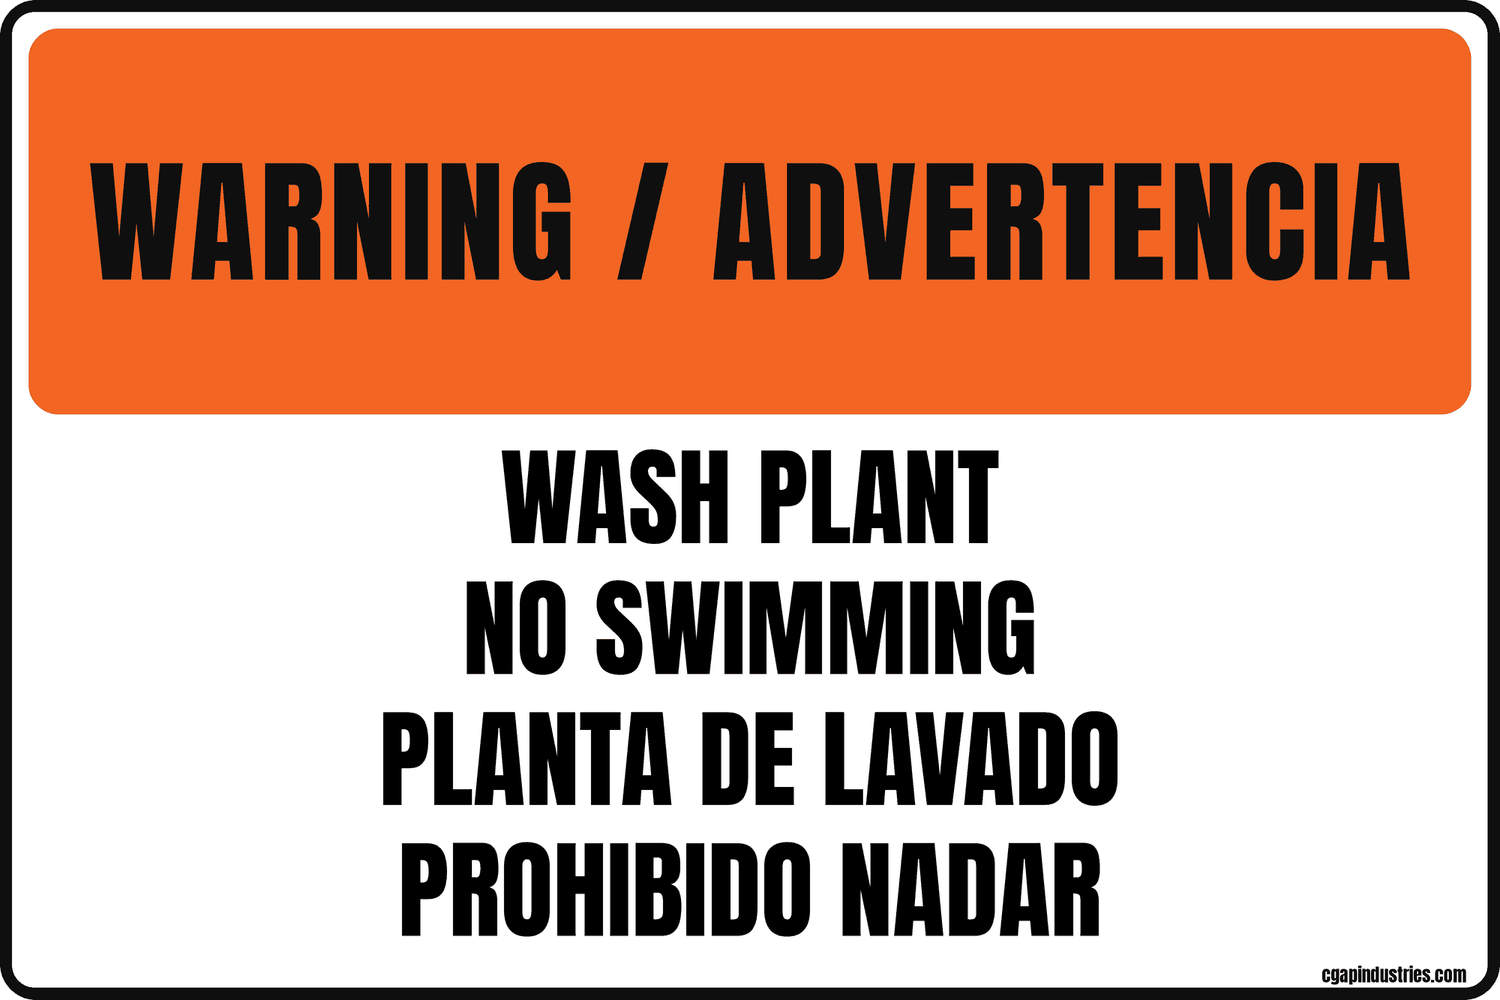 WARNING / ADVERTENCIA
WASH PLANT
NO SWIMMING
PLANTA DE LAVADO
PROHIBIDO NADAR
cgapindustries.com